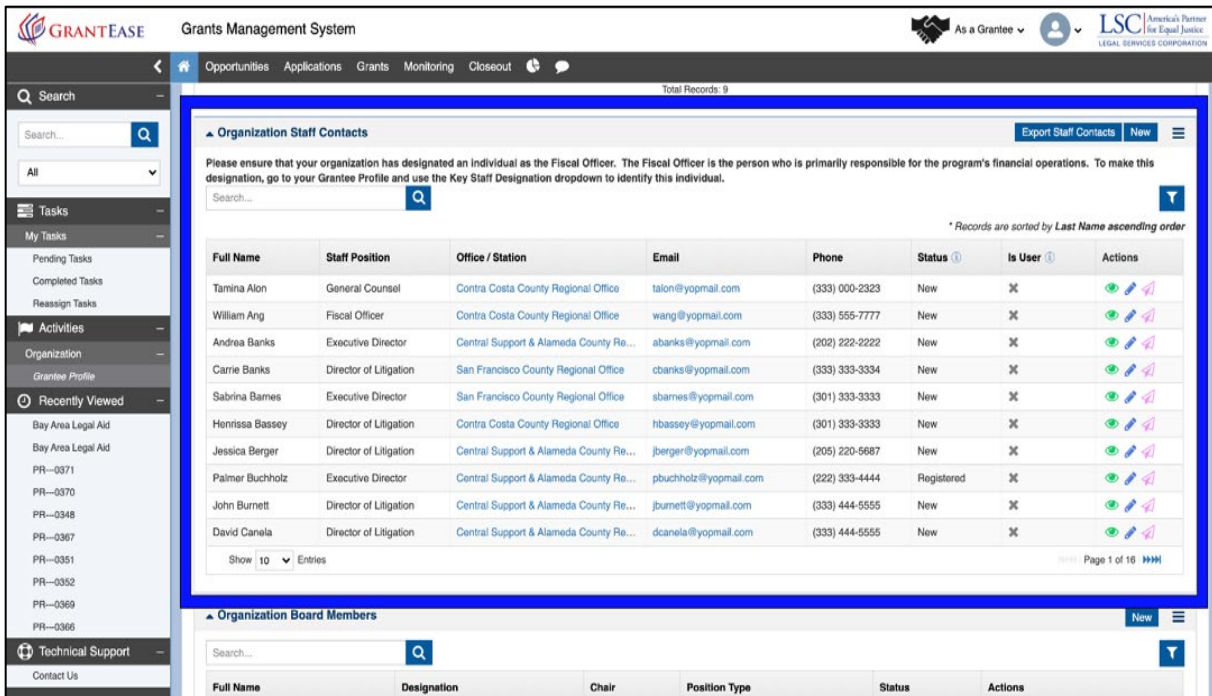 GRANTEASE
Grants Management System
As a Grantee
LSC America's Partner for Equal Justice
LEGAL SERVICES CORPORATION
Opportunities Applications Grants Monitoring Closeout
Search
Search...
All
Tasks
My Tasks
Pending Tasks
Completed Tasks
Reassign Tasks
Activities
Organization
Grantee Profile
Recently Viewed
Bay Area Legal Aid
Bay Area Legal Aid
PR---0371
PR---0370
PR---0348
PR---0367
PR---0351
PR---0352
PR---0369
PR---0366
Technical Support
Contact Us
Total Records: 9
Organization Staff Contacts
Export Staff Contacts New
Please ensure that your organization has designated an individual as the Fiscal Officer. The Fiscal Officer is the person who is primarily responsible for the program's financial operations. To make this
designation, go to your Grantee Profile and use the Key Staff Designation dropdown to identify this individual.
Search...
* Records are sorted by Last Name ascending order
Full Name Staff Position Office / Station Email Phone Status Is User Actions
Tamina Alon General Counsel Contra Costa County Regional Office talon@yopmail.com (333) 000-2323 New
William Ang Fiscal Officer Contra Costa County Regional Office wang@yopmail.com (333) 555-7777 New
Andrea Banks Executive Director Central Support & Alameda County Re... abanks@yopmail.com (202) 222-2222 New
Carrie Banks Director of Litigation San Francisco County Regional Office cbanks@yopmail.com (333) 333-3334 New
Sabrina Barnes Executive Director San Francisco County Regional Office sbarnes@yopmail.com (301) 333-3333 New
Henrissa Bassey Director of Litigation Contra Costa County Regional Office hbassey@yopmail.com (301) 333-3333 New
Jessica Berger Director of Litigation Central Support & Alameda County Re... jberger@yopmail.com (205) 220-5687 New
Palmer Buchholz Executive Director Central Support & Alameda County Re... pbuchholz@yopmail.com (222) 333-4444 Registered
John Burnett Director of Litigation Central Support & Alameda County Re... jburnett@yopmail.com (333) 444-5555 New
David Canela Director of Litigation Central Support & Alameda County Re... dcanela@yopmail.com (333) 444-5555 New
Show 10 Entries
Page 1 of 16
Organization Board Members
New
Search...
Full Name Designation Chair Position Type Status Actions